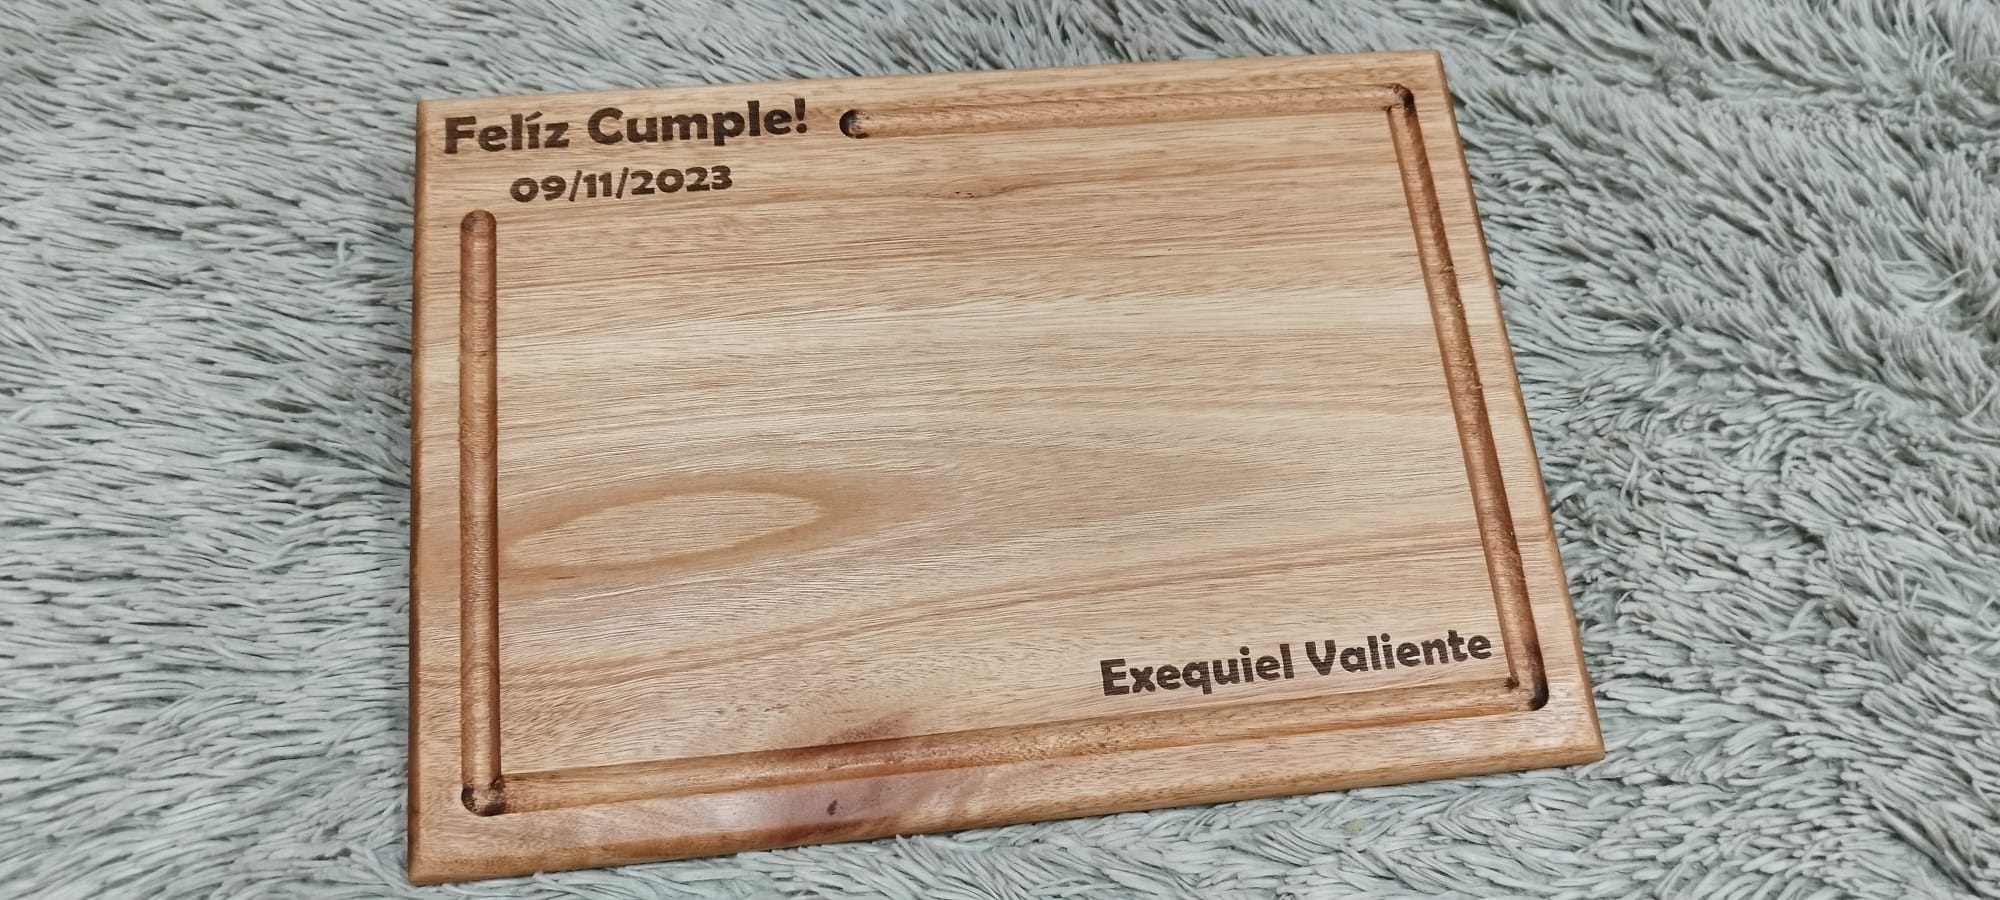 Felíz Cumple!
09/11/2023
Exequiel Valiente